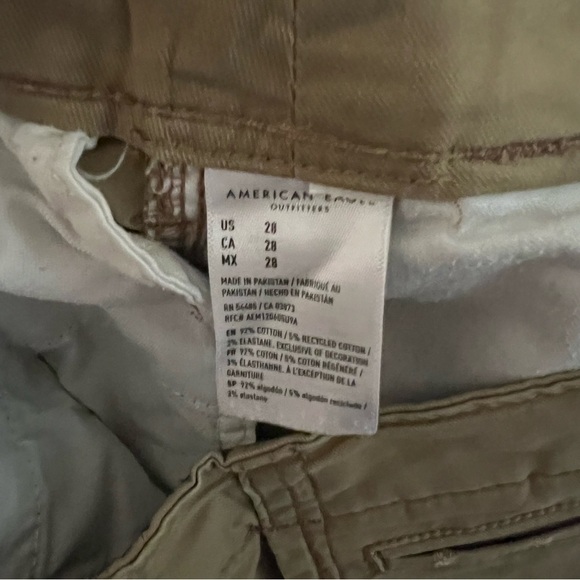 AMERICAN EAGLE
OUTFITTERS
US 28
CA 28
MX 28
MADE IN PAKISTAN / FABRIQUÉ AU
PAKISTAN / HECHO EN PAKISTÁN
RN 54485 / CA 03873
RFC# AEM120605U9A
EN 92% COTTON / 5% RECYCLED COTTON /
3% ELASTANE. EXCLUSIVE OF DECORATION
FR 92% COTON / 5% COTON RÉGÉNÉRÉ /
3% ÉLASTHANNE. À L'EXCEPTION DE LA
GARNITURE
SP 92% algodón / 5% algodón reciclado /
3% elastano